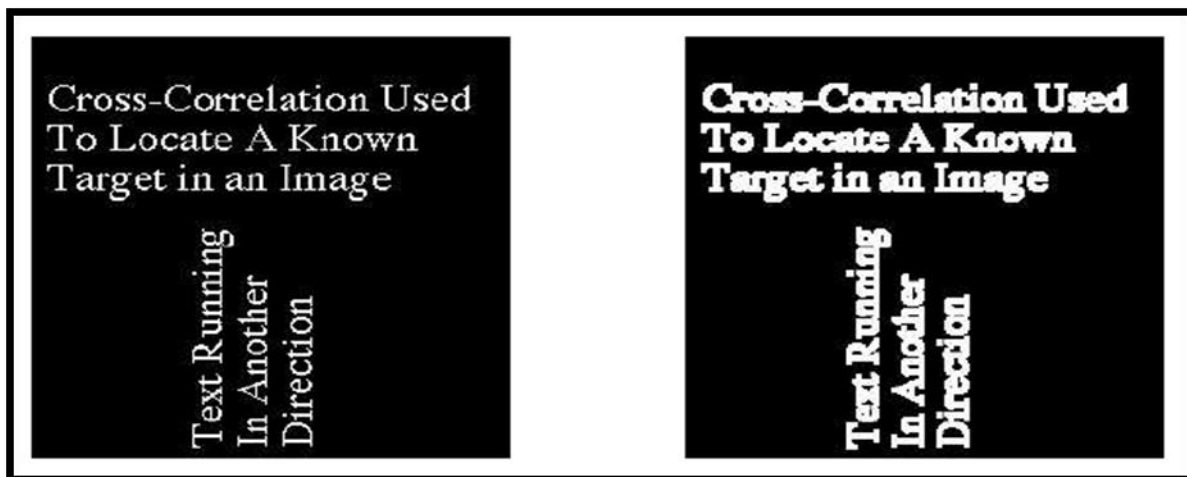 Cross-Correlation Used
To Locate A Known
Target in an Image
Text Running
In Another
Direction
Cross-Correlation Used
To Locate A Known
Target in an Image
Text Running
In Another
Direction